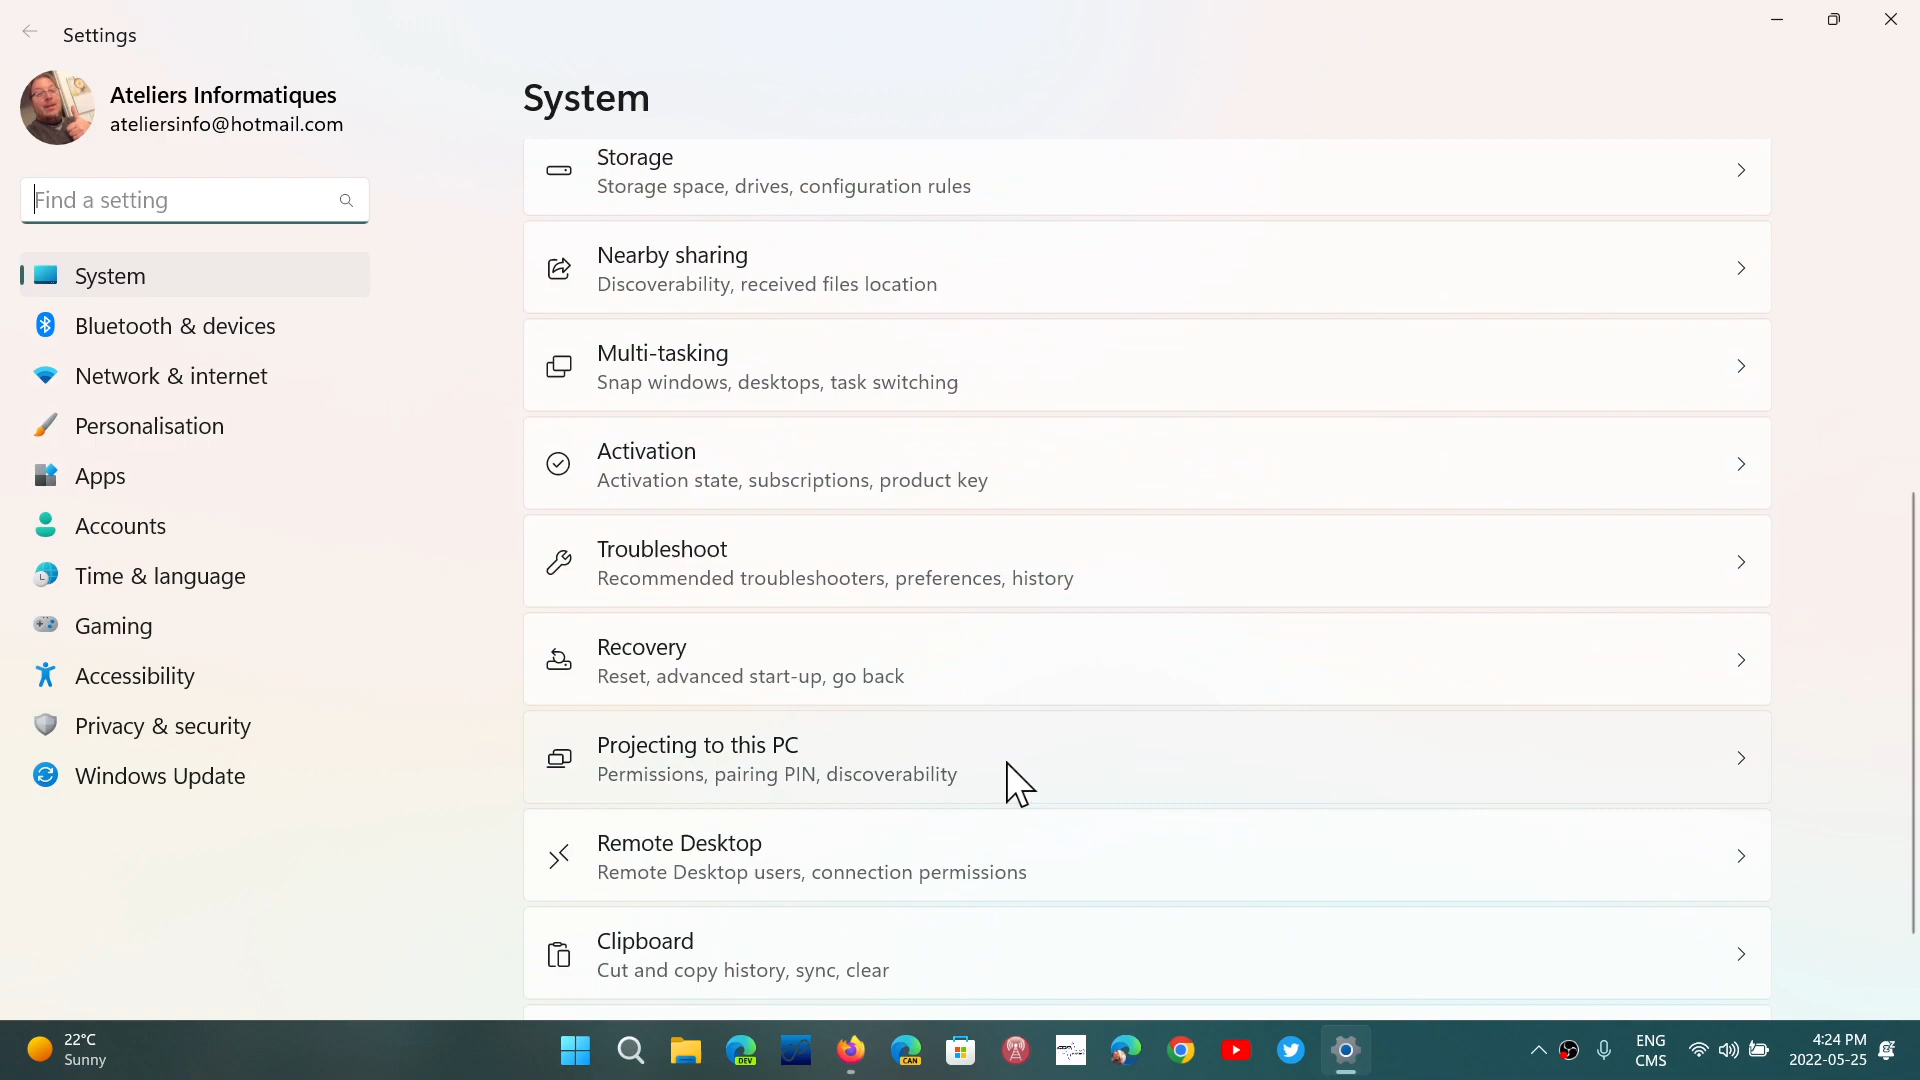 Settings
Ateliers Informatiques
ateliersinfo@hotmail.com
Find a setting
System
Bluetooth & devices
Network & internet
Personalisation
Apps
Accounts
Time & language
Gaming
Accessibility
Privacy & security
Windows Update
System
Storage
Storage space, drives, configuration rules
Nearby sharing
Discoverability, received files location
Multi-tasking
Snap windows, desktops, task switching
Activation
Activation state, subscriptions, product key
Troubleshoot
Recommended troubleshooters, preferences, history
Recovery
Reset, advanced start-up, go back
Projecting to this PC
Permissions, pairing PIN, discoverability
Remote Desktop
Remote Desktop users, connection permissions
Clipboard
Cut and copy history, sync, clear
22°C
Sunny
DEV
CAN
ENG
CMS
4:24 PM
2022-05-25